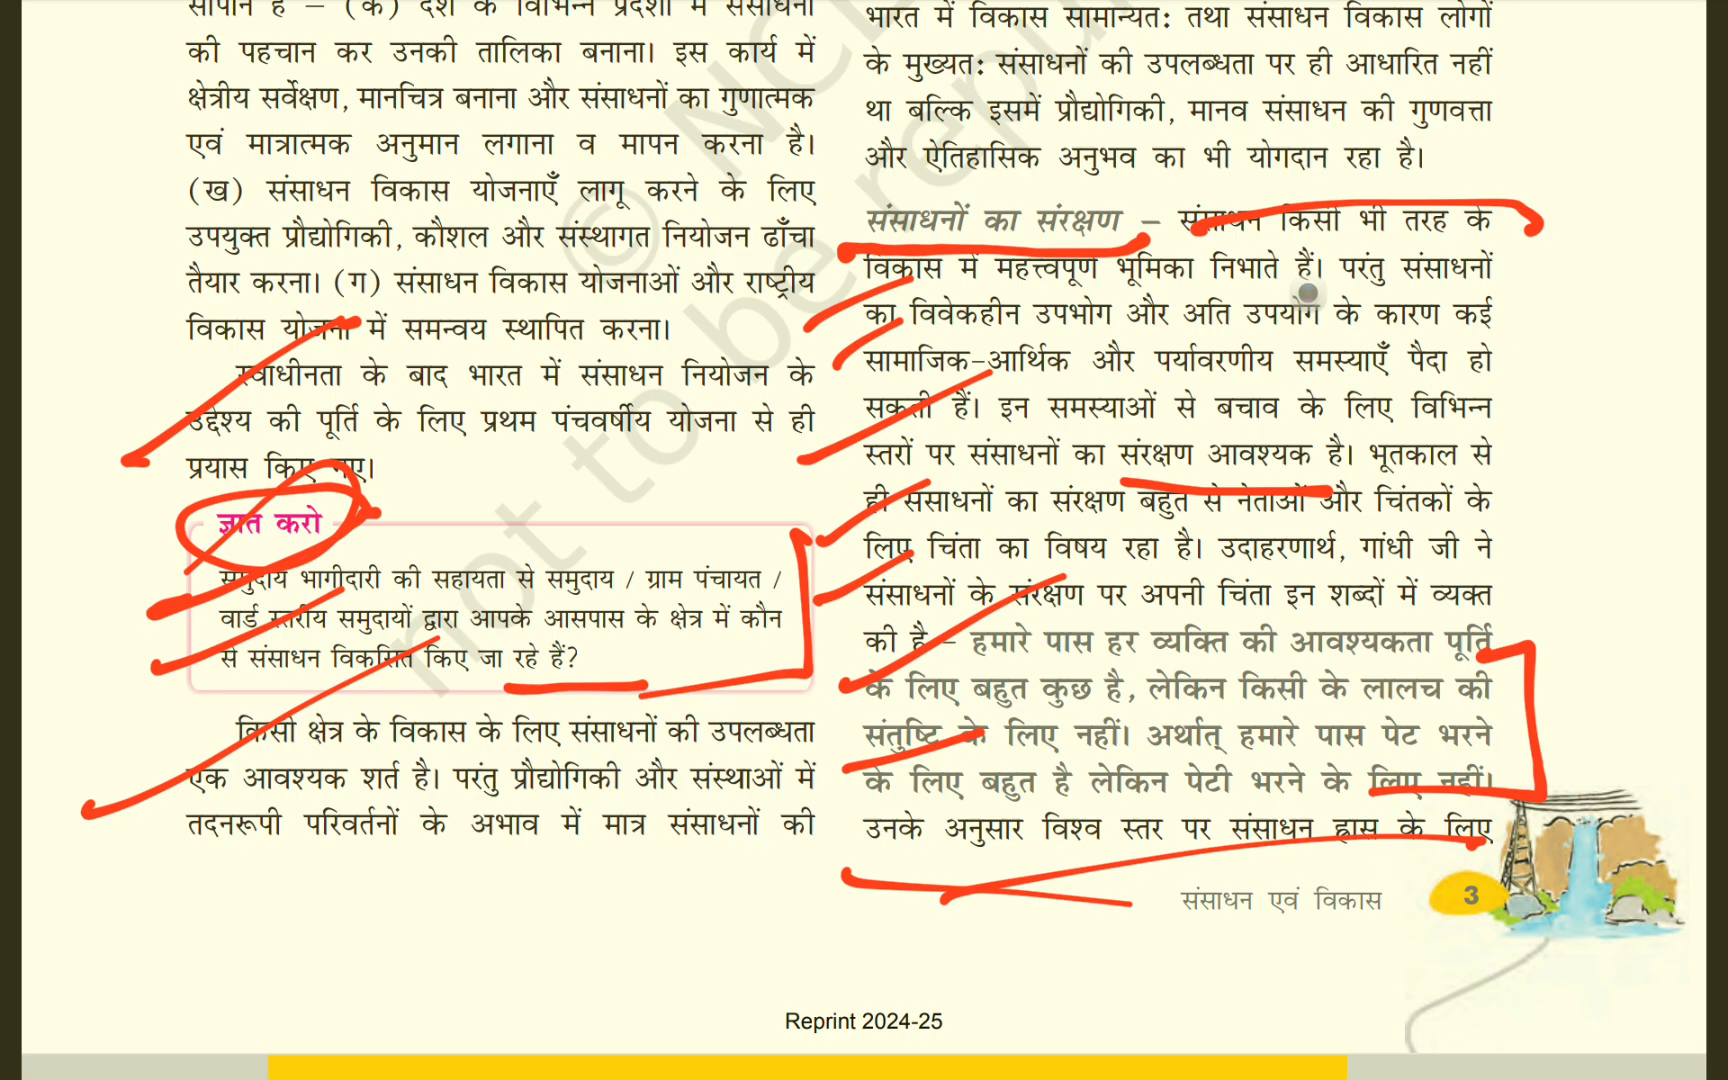 सोपान हैं – (क) देश के विभिन्न प्रदेशों में संसाधनों
की पहचान कर उनकी तालिका बनाना। इस कार्य में
क्षेत्रीय सर्वेक्षण, मानचित्र बनाना और संसाधनों का गुणात्मक
एवं मात्रात्मक अनुमान लगाना व मापन करना है।
(ख) संसाधन विकास योजनाएँ लागू करने के लिए
उपयुक्त प्रौद्योगिकी, कौशल और संस्थागत नियोजन ढाँचा
तैयार करना। (ग) संसाधन विकास योजनाओं और राष्ट्रीय
विकास योजना में समन्वय स्थापित करना।
स्वाधीनता के बाद भारत में संसाधन नियोजन के
उद्देश्य की पूर्ति के लिए प्रथम पंचवर्षीय योजना से ही
प्रयास किए गए।
ज्ञात करो
समुदाय भागीदारी की सहायता से समुदाय / ग्राम पंचायत /
वार्ड स्तरीय समुदायों द्वारा आपके आसपास के क्षेत्र में कौन
से संसाधन विकसित किए जा रहे हैं?
किसी क्षेत्र के विकास के लिए संसाधनों की उपलब्धता
एक आवश्यक शर्त है। परंतु प्रौद्योगिकी और संस्थाओं में
तदनरूपी परिवर्तनों के अभाव में मात्र संसाधनों की
भारत में विकास सामान्यत: तथा संसाधन विकास लोगों
के मुख्यत: संसाधनों की उपलब्धता पर ही आधारित नहीं
था बल्कि इसमें प्रौद्योगिकी, मानव संसाधन की गुणवत्ता
और ऐतिहासिक अनुभव का भी योगदान रहा है।
संसाधनों का संरक्षण – संसाधन किसी भी तरह के
विकास में महत्त्वपूर्ण भूमिका निभाते हैं। परंतु संसाधनों
का विवेकहीन उपभोग और अति उपयोग के कारण कई
सामाजिक-आर्थिक और पर्यावरणीय समस्याएँ पैदा हो
सकती हैं। इन समस्याओं से बचाव के लिए विभिन्न
स्तरों पर संसाधनों का संरक्षण आवश्यक है। भूतकाल से
ही संसाधनों का संरक्षण बहुत से नेताओं और चिंतकों के
लिए चिंता का विषय रहा है। उदाहरणार्थ, गांधी जी ने
संसाधनों के संरक्षण पर अपनी चिंता इन शब्दों में व्यक्त
की है – हमारे पास हर व्यक्ति की आवश्यकता पूर्ति
के लिए बहुत कुछ है, लेकिन किसी के लालच की
संतुष्टि के लिए नहीं। अर्थात् हमारे पास पेट भरने
के लिए बहुत है लेकिन पेटी भरने के लिए नहीं।
उनके अनुसार विश्व स्तर पर संसाधन ह्रास के लिए
संसाधन एवं विकास
3
Reprint 2024-25
not to be repu